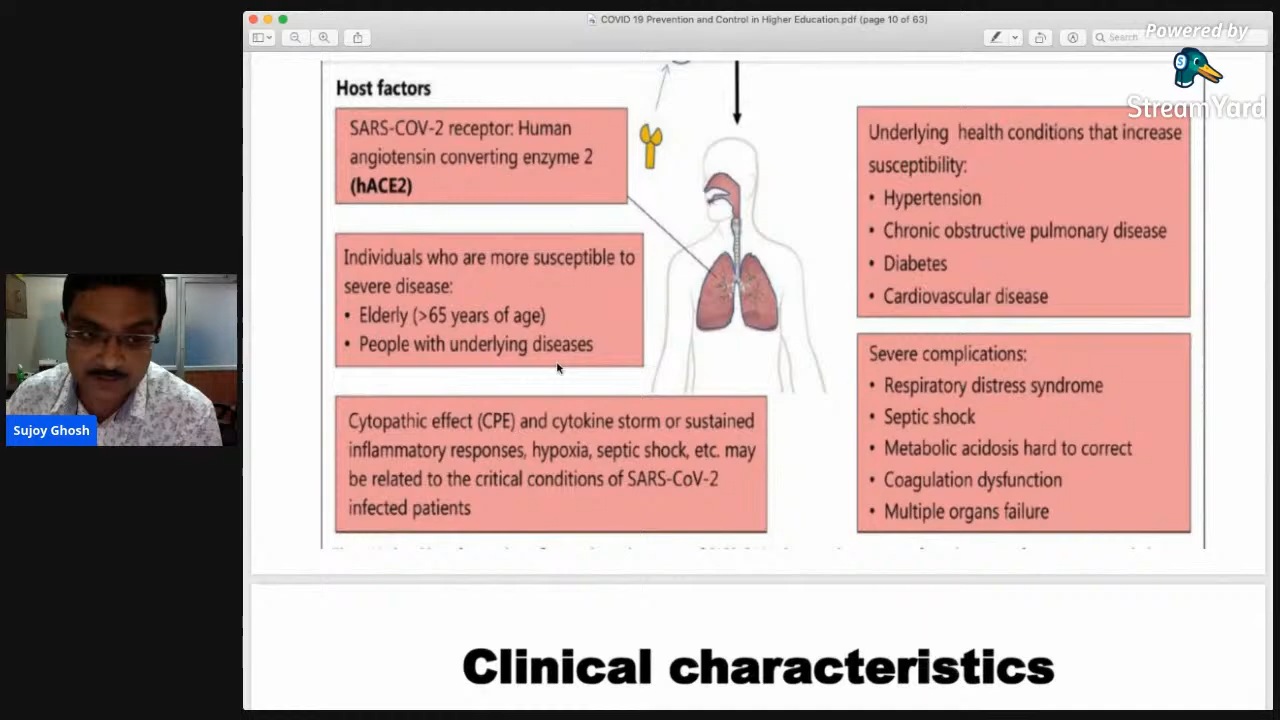 COVID 19 Prevention and Control in Higher Education.pdf (page 10 of 63)
Search
Powered by
StreamYard
Host factors
SARS-COV-2 receptor: Human
angiotensin converting enzyme 2
(hACE2)
Individuals who are more susceptible to
severe disease:
• Elderly (>65 years of age)
• People with underlying diseases
Cytopathic effect (CPE) and cytokine storm or sustained
inflammatory responses, hypoxia, septic shock, etc. may
be related to the critical conditions of SARS-CoV-2
infected patients
Underlying health conditions that increase
susceptibility:
• Hypertension
• Chronic obstructive pulmonary disease
• Diabetes
• Cardiovascular disease
Severe complications:
• Respiratory distress syndrome
• Septic shock
• Metabolic acidosis hard to correct
• Coagulation dysfunction
• Multiple organs failure
Clinical characteristics
Sujoy Ghosh